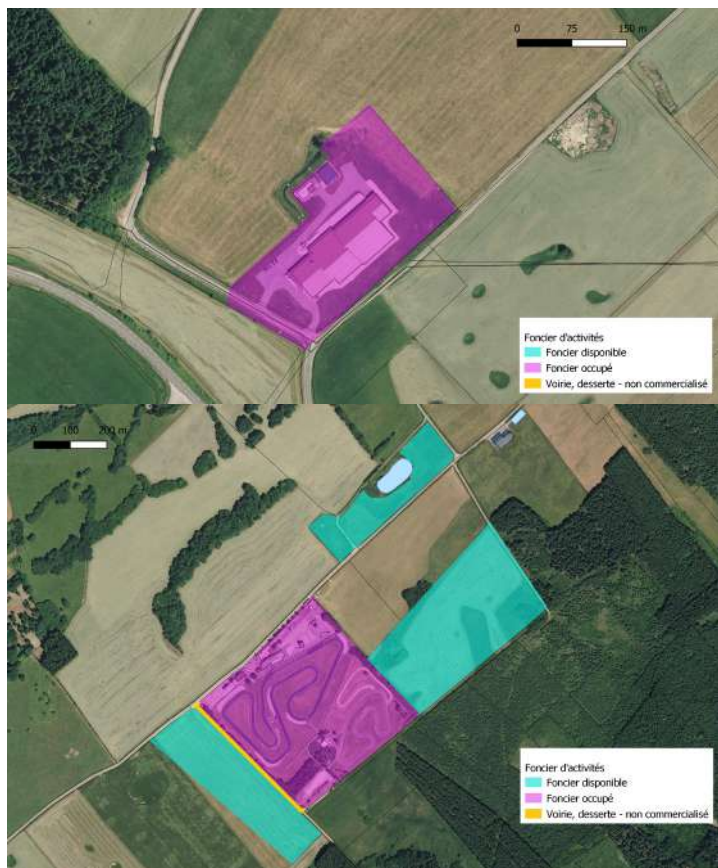 0 75 150 m
Foncier d'activités
Foncier disponible
Foncier occupé
Voirie, desserte - non commercialisé
0 100 200 m
Foncier d'activités
Foncier disponible
Foncier occupé
Voirie, desserte - non commercialisé